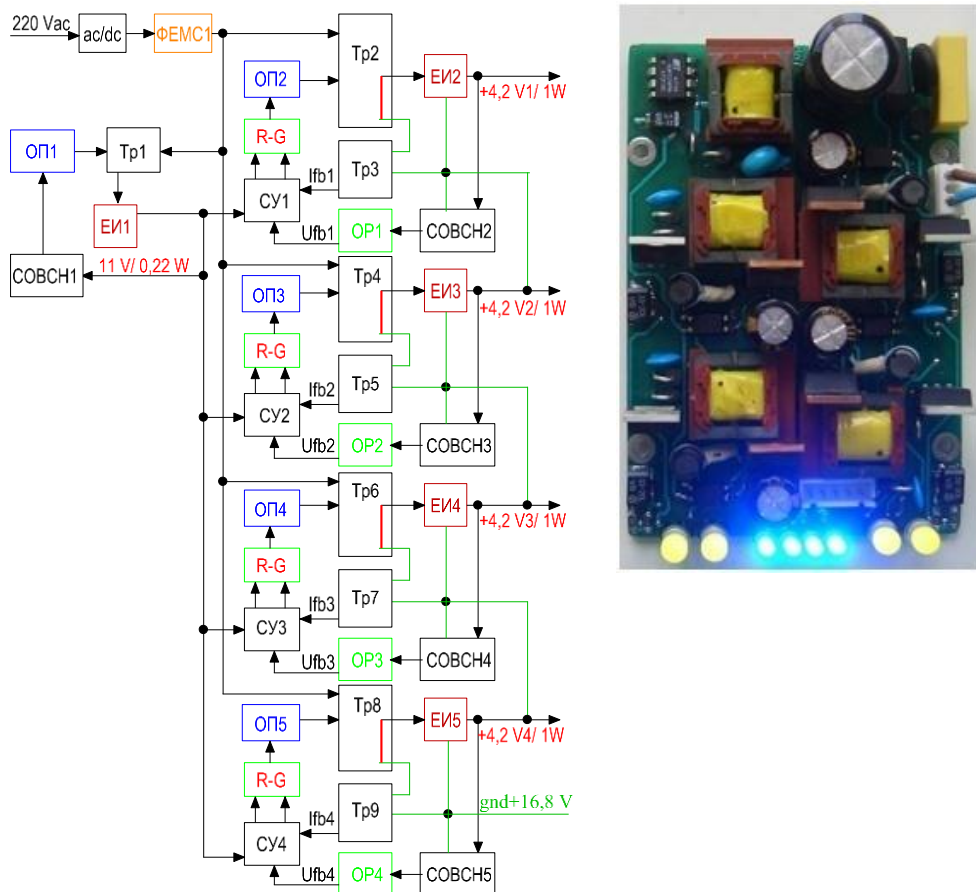 220 Vac
ac/dc
ФЕМС1
Тр2
ОП2
ЕИ2
+4,2 V1/ 1W
R-G
ОП1
Тр1
Тр3
Ifb1
СУ1
ЕИ1
Ufb1
ОР1
СОВСН2
СОВСН1
11 V/ 0,22 W
Тр4
ОП3
ЕИ3
+4,2 V2/ 1W
R-G
Тр5
Ifb2
СУ2
Ufb2
ОР2
СОВСН3
Тр6
ОП4
ЕИ4
+4,2 V3/ 1W
R-G
Тр7
Ifb3
СУ3
Ufb3
ОР3
СОВСН4
Тр8
ОП5
ЕИ5
+4,2 V4/ 1W
R-G
Тр9
gnd+16,8 V
Ifb4
СУ4
Ufb4
ОР4
СОВСН5